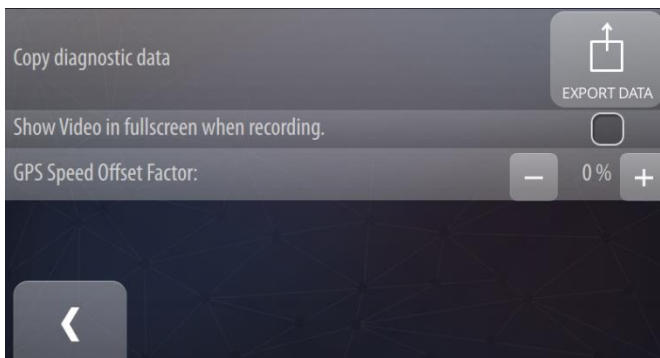 Copy diagnostic data
EXPORT DATA
Show Video in fullscreen when recording.
GPS Speed Offset Factor:
− 0 % +